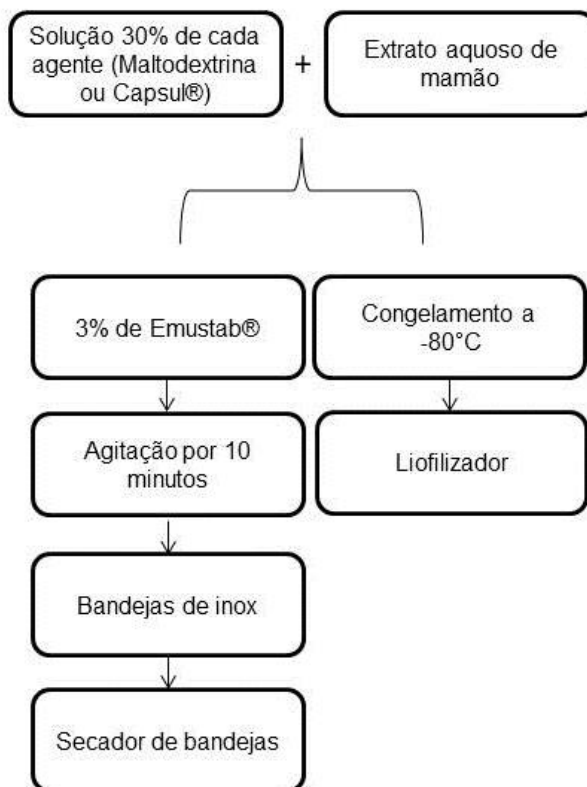 Solução 30% de cada
agente (Maltodextrina
ou Capsul®)
+
Extrato aquoso de
mamão
3% de Emustab®
Agitação por 10
minutos
Bandejas de inox
Secador de bandejas
Congelamento a
-80°C
Liofilizador